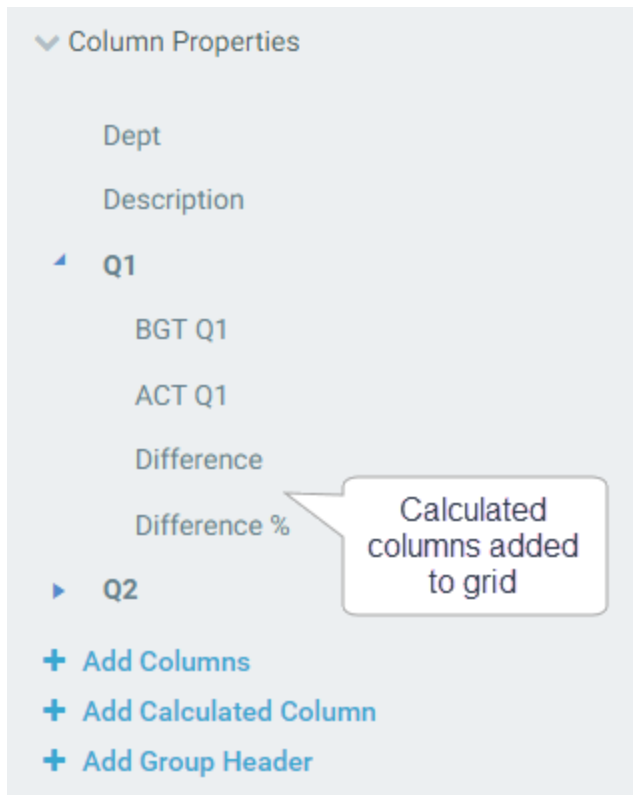 Column Properties
Dept
Description
Q1
BGT Q1
ACT Q1
Difference
Difference %
Calculated
columns added
to grid
Q2
Add Columns
Add Calculated Column
Add Group Header